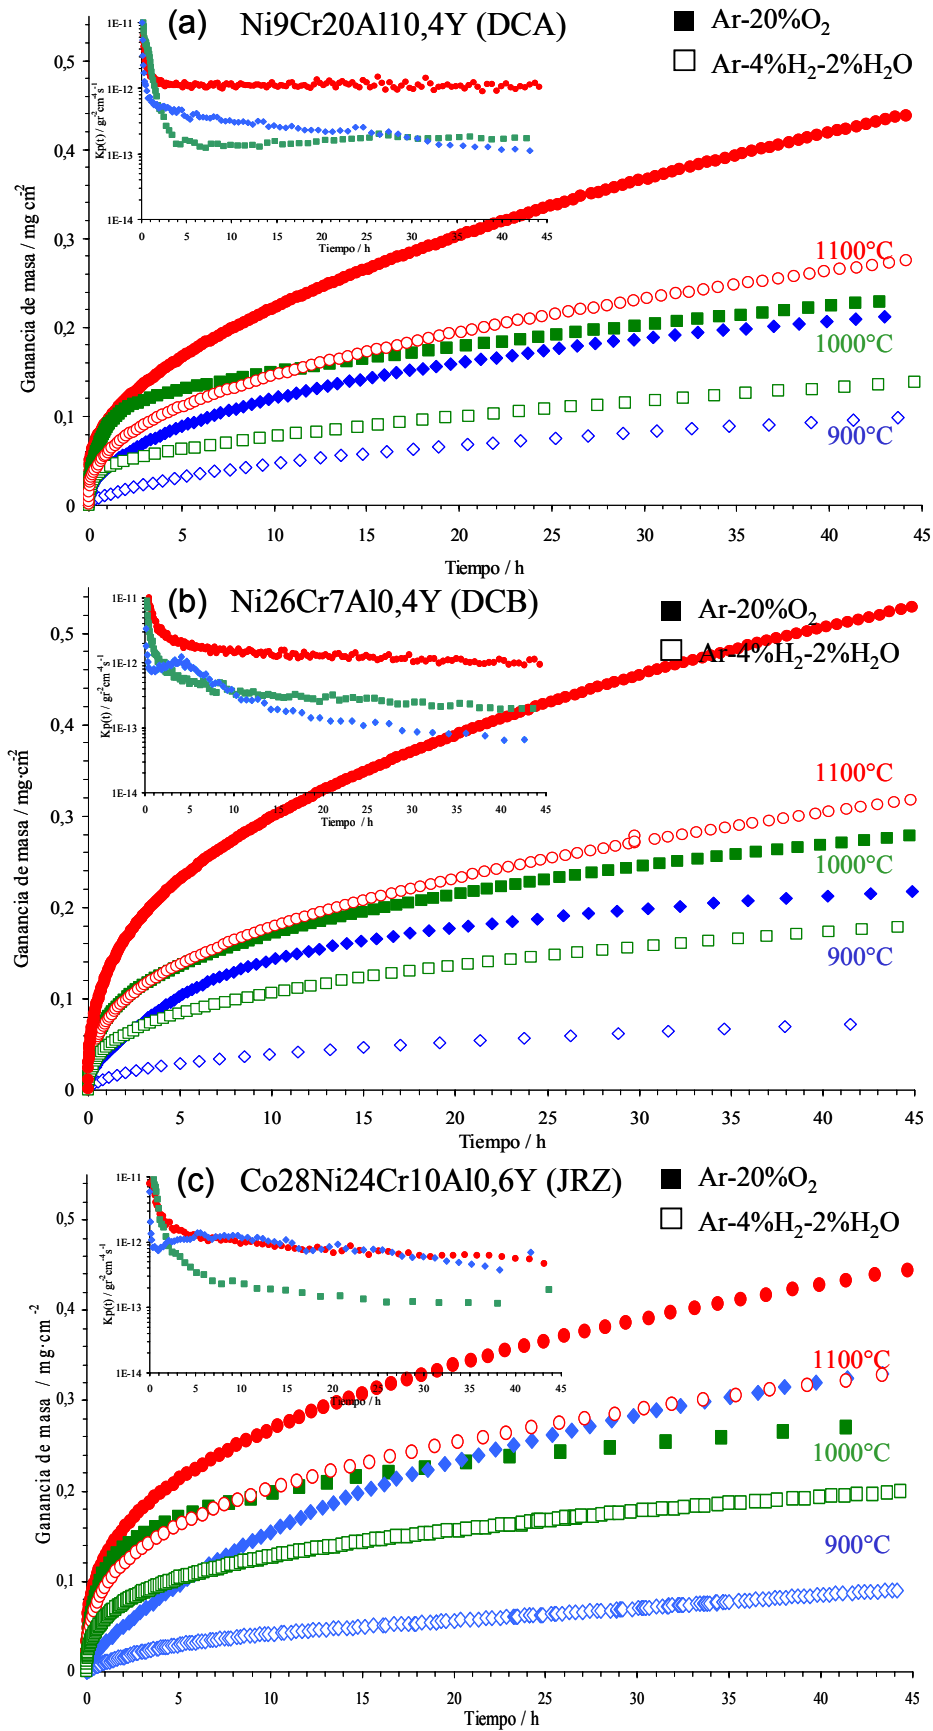 (a) Ni9Cr20Al10,4Y (DCA)
Ar-20%O2
Ar-4%H2-2%H2O
Ganancia de masa / mg cm-2
0,5
0,4
0,3
0,2
0,1
0
0 5 10 15 20 25 30 35 40 45
Tiempo / h
Kp(t) / gr-2cm-4s-1
1E-11
1E-12
1E-13
1E-14
0 5 10 15 20 25 30 35 40 45
Tiempo / h
1100°C
1000°C
900°C
(b) Ni26Cr7Al0,4Y (DCB)
Ar-20%O2
Ar-4%H2-2%H2O
Ganancia de masa / mg·cm-2
0,5
0,4
0,3
0,2
0,1
0
0 5 10 15 20 25 30 35 40 45
Tiempo / h
Kp(t) / gr-2cm-4s-1
1E-11
1E-12
1E-13
1E-14
0 5 10 15 20 25 30 35 40 45
Tiempo / h
1100°C
1000°C
900°C
(c) Co28Ni24Cr10Al0,6Y (JRZ)
Ar-20%O2
Ar-4%H2-2%H2O
Ganancia de masa / mg·cm-2
0,5
0,4
0,3
0,2
0,1
0
0 5 10 15 20 25 30 35 40 45
Tiempo / h
Kp(t) / gr-2cm-4s-1
1E-11
1E-12
1E-13
1E-14
0 5 10 15 20 25 30 35 40 45
Tiempo / h
1100°C
1000°C
900°C